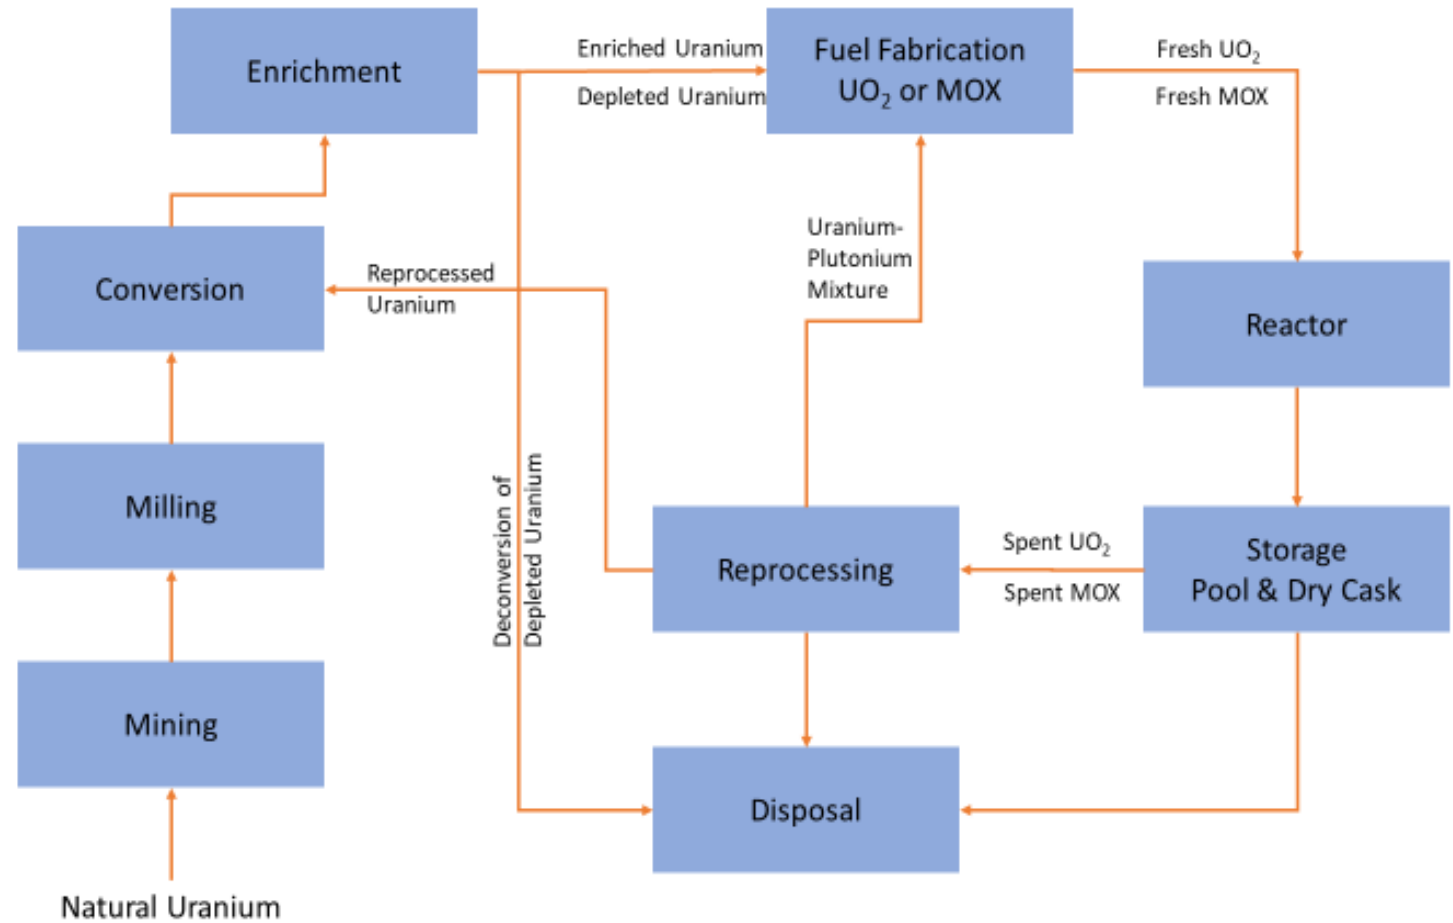 Enrichment
Enriched Uranium
Depleted Uranium
Fuel Fabrication
UO₂ or MOX
Fresh UO₂
Fresh MOX
Conversion
Reprocessed
Uranium
Uranium-
Plutonium
Mixture
Reactor
Milling
Deconversion of
Depleted Uranium
Reprocessing
Spent UO₂
Spent MOX
Storage
Pool & Dry Cask
Mining
Disposal
Natural Uranium